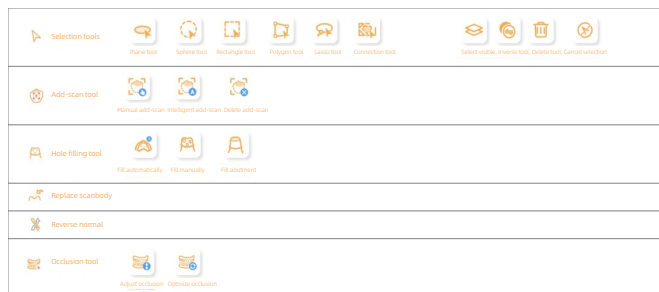 Selection tools
Plane tool Sphere tool Rectangle tool Polygon tool Lasso tool Connection tool Select visible Inverse tool Delete tool Cancel selection
Add-scan tool
Manual add-scan Intelligent add-scan Delete add-scan
Hole filling tool
Fill automatically Fill manually Fill abutment
Replace scanbody
Reverse normal
Occlusion tool
Adjust occlusion Optimize occlusion